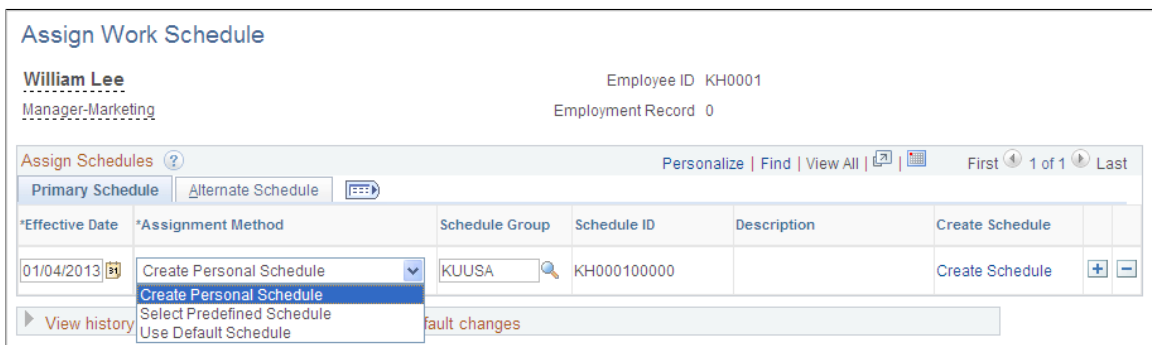 Assign Work Schedule
William Lee Employee ID KH0001
Manager-Marketing Employment Record 0
Assign Schedules ? Personalize | Find | View All | | First 1 of 1 Last
Primary Schedule Alternate Schedule
*Effective Date *Assignment Method Schedule Group Schedule ID Description Create Schedule
01/04/2013 31 Create Personal Schedule KUUSA KH000100000 Create Schedule + -
Create Personal Schedule
Select Predefined Schedule
View history fault changes
Use Default Schedule